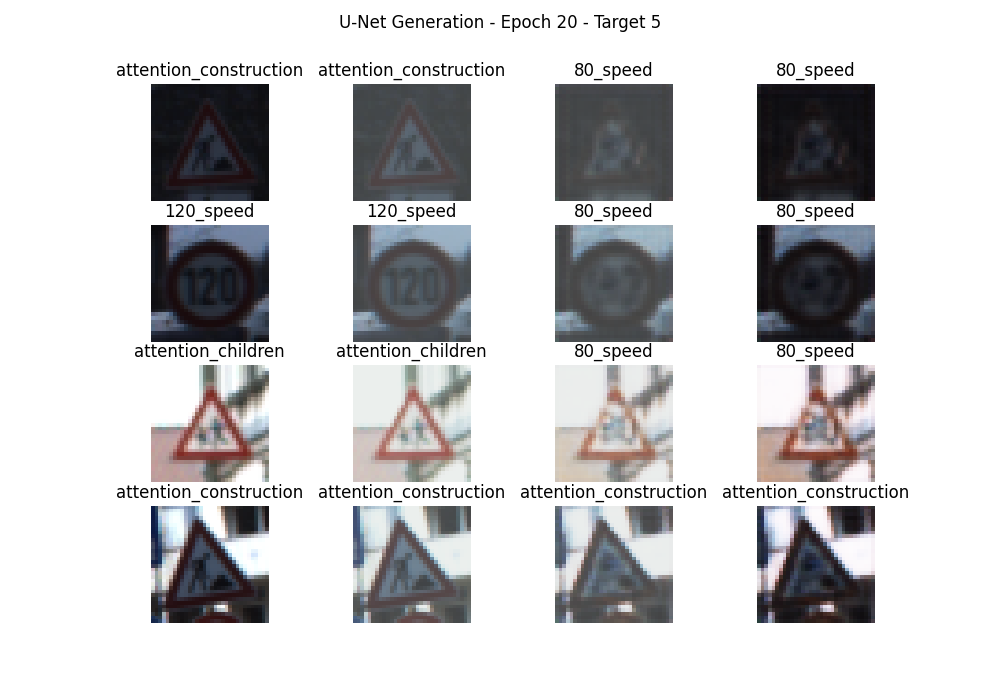 U-Net Generation - Epoch 20 - Target 5
attention_construction attention_construction 80_speed 80_speed
120_speed 120_speed 80_speed 80_speed
120 120
attention_children attention_children 80_speed 80_speed
attention_construction attention_construction attention_construction attention_construction